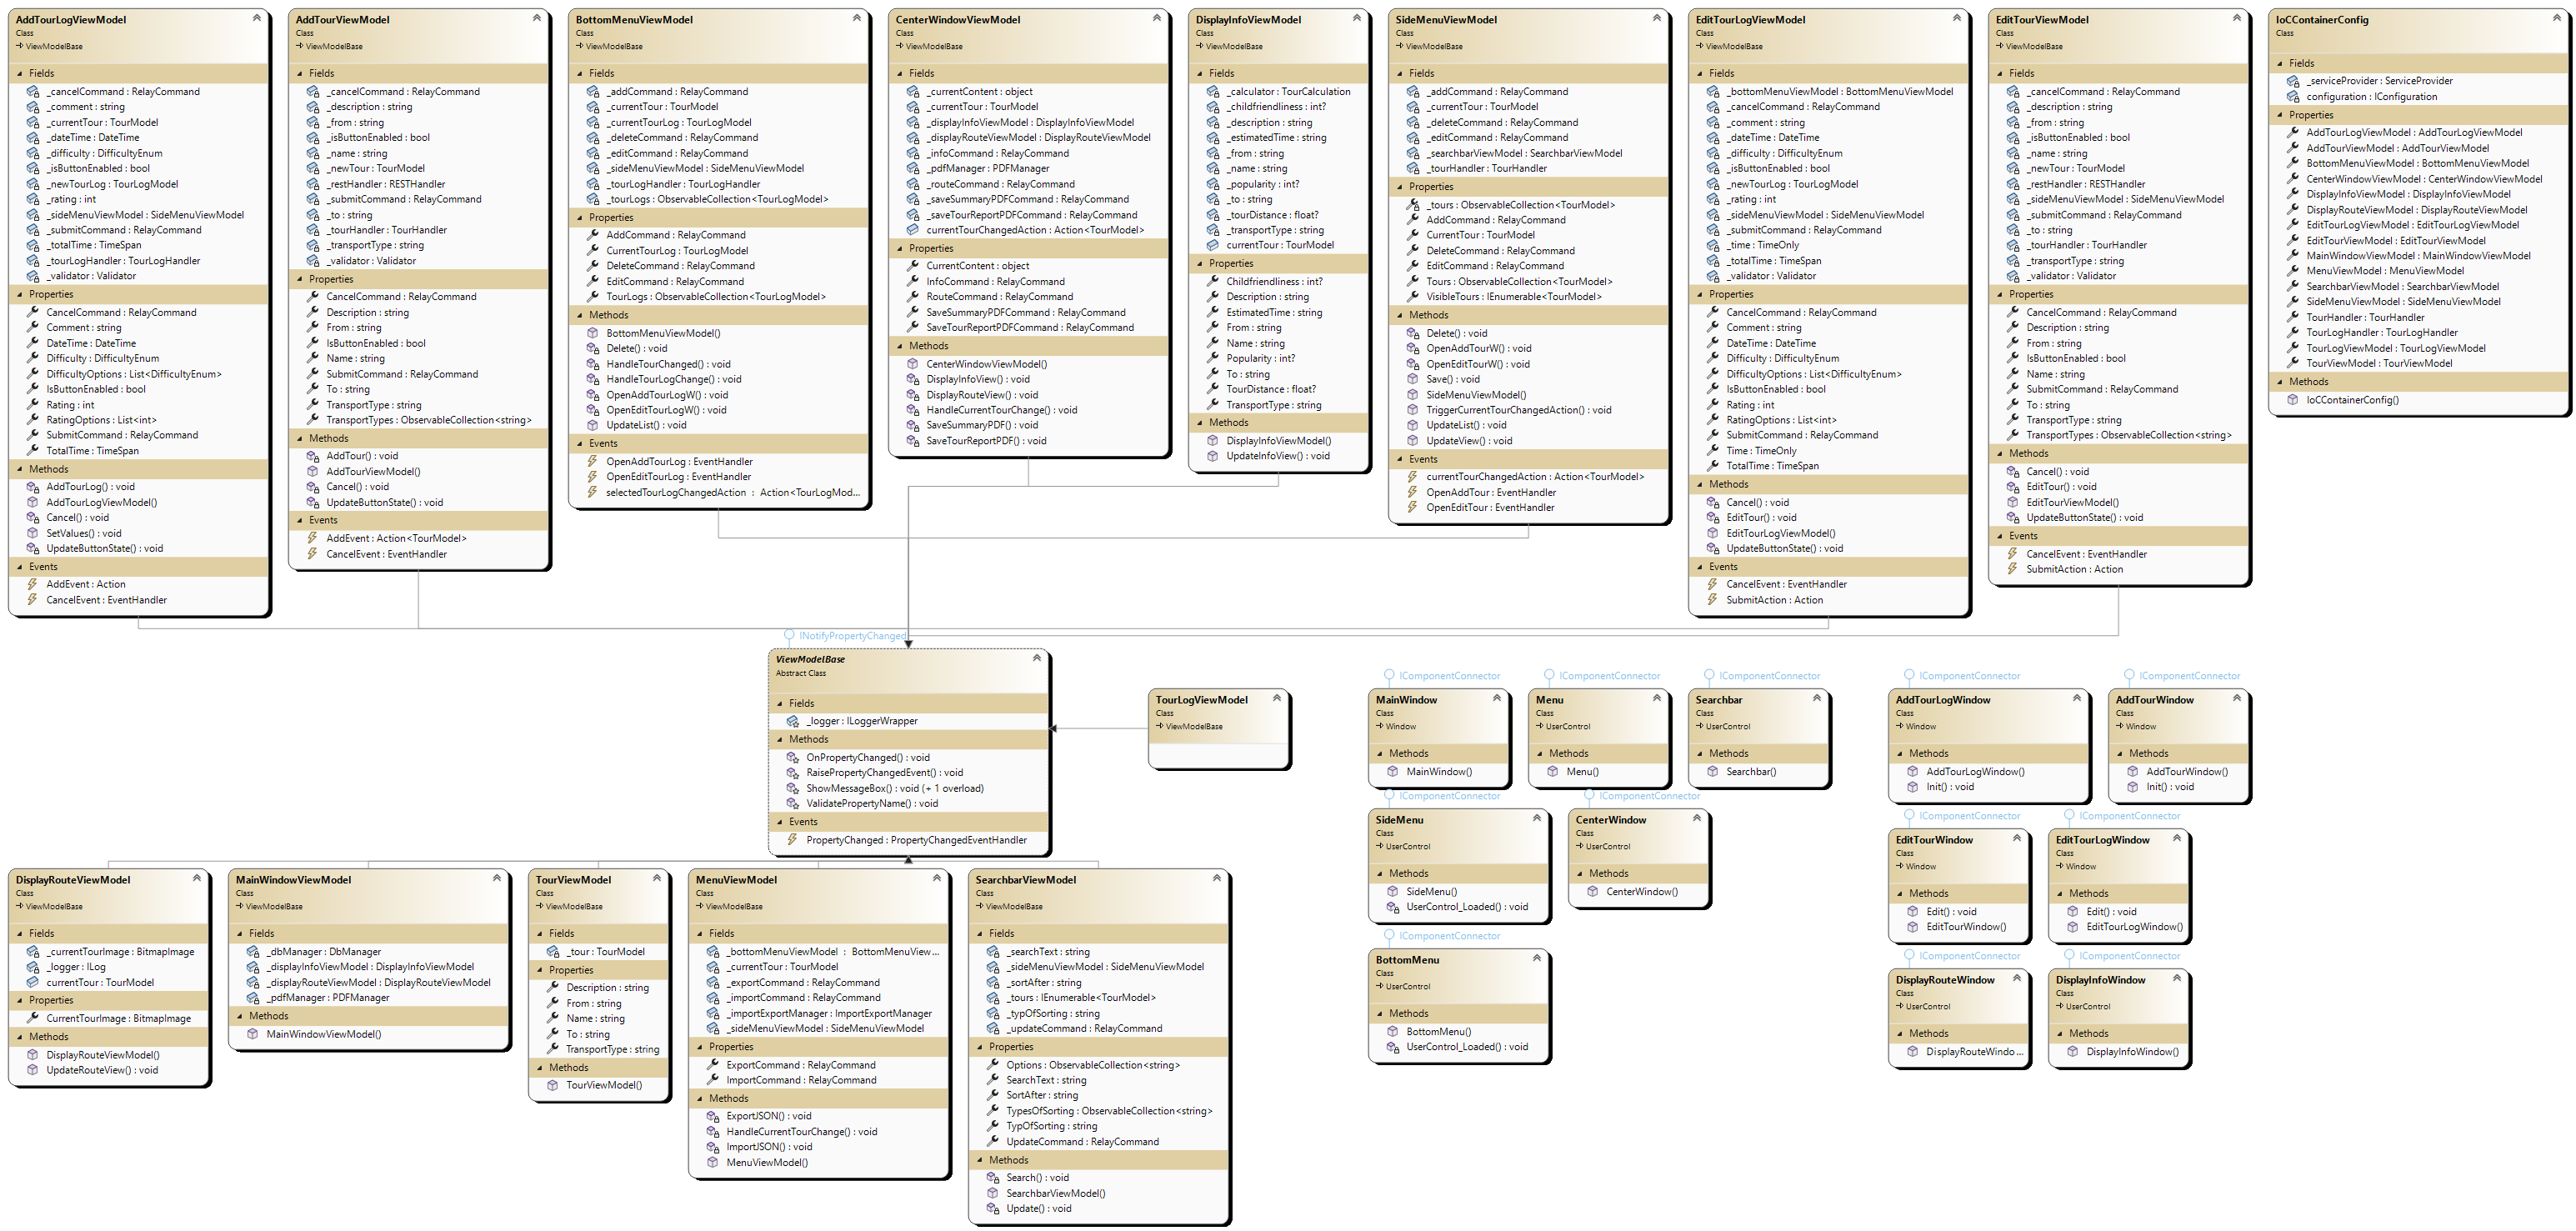 AddTourLogViewModel
Class
ViewModelBase
Fields
_cancelCommand : RelayCommand
_comment : string
_currentTour : TourModel
_dateTime : DateTime
_difficulty : DifficultyEnum
_isButtonEnabled : bool
_newTourLog : TourLogModel
_rating : int
_sideMenuViewModel : SideMenuViewModel
_submitCommand : RelayCommand
_totalTime : TimeSpan
_tourLogHandler : TourLogHandler
_validator : Validator
Properties
CancelCommand : RelayCommand
Comment : string
DateTime : DateTime
Difficulty : DifficultyEnum
DifficultyOptions : List<DifficultyEnum>
IsButtonEnabled : bool
Rating : int
RatingOptions : List<int>
SubmitCommand : RelayCommand
TotalTime : TimeSpan
Methods
AddTourLog() : void
AddTourLogViewModel()
Cancel() : void
SetValues() : void
UpdateButtonState() : void
Events
AddEvent : Action
CancelEvent : EventHandler
AddTourViewModel
Class
ViewModelBase
Fields
_cancelCommand : RelayCommand
_description : string
_from : string
_isButtonEnabled : bool
_name : string
_newTour : TourModel
_restHandler : RESTHandler
_submitCommand : RelayCommand
_to : string
_tourHandler : TourHandler
_transportType : string
_validator : Validator
Properties
CancelCommand : RelayCommand
Description : string
From : string
IsButtonEnabled : bool
Name : string
SubmitCommand : RelayCommand
To : string
TransportType : string
TransportTypes : ObservableCollection<string>
Methods
AddTour() : void
AddTourViewModel()
Cancel() : void
UpdateButtonState() : void
Events
AddEvent : Action<TourModel>
CancelEvent : EventHandler
BottomMenuViewModel
Class
ViewModelBase
Fields
_addCommand : RelayCommand
_currentTour : TourModel
_currentTourLog : TourLogModel
_deleteCommand : RelayCommand
_editCommand : RelayCommand
_sideMenuViewModel : SideMenuViewModel
_tourLogHandler : TourLogHandler
_tourLogs : ObservableCollection<TourLogModel>
Properties
AddCommand : RelayCommand
CurrentTourLog : TourLogModel
DeleteCommand : RelayCommand
EditCommand : RelayCommand
TourLogs : ObservableCollection<TourLogModel>
Methods
BottomMenuViewModel()
Delete() : void
HandleTourChanged() : void
HandleTourLogChange() : void
OpenAddTourLogW() : void
OpenEditTourLogW() : void
UpdateList() : void
Events
OpenAddTourLog : EventHandler
OpenEditTourLog : EventHandler
selectedTourLogChangedAction : Action<TourLogMod...
CenterWindowViewModel
Class
ViewModelBase
Fields
_currentContent : object
_currentTour : TourModel
_displayInfoViewModel : DisplayInfoViewModel
_displayRouteViewModel : DisplayRouteViewModel
_infoCommand : RelayCommand
_pdfManager : PDFManager
_routeCommand : RelayCommand
_saveSummaryPDFCommand : RelayCommand
_saveTourReportPDFCommand : RelayCommand
currentTourChangedAction : Action<TourModel>
Properties
CurrentContent : object
InfoCommand : RelayCommand
RouteCommand : RelayCommand
SaveSummaryPDFCommand : RelayCommand
SaveTourReportPDFCommand : RelayCommand
Methods
CenterWindowViewModel()
DisplayInfoView() : void
DisplayRouteView() : void
HandleCurrentTourChange() : void
SaveSummaryPDF() : void
SaveTourReportPDF() : void
DisplayInfoViewModel
Class
ViewModelBase
Fields
_calculator : TourCalculation
_childfriendliness : int?
_description : string
_estimatedTime : string
_from : string
_name : string
_popularity : int?
_to : string
_tourDistance : float?
_transportType : string
currentTour : TourModel
Properties
Childfriendliness : int?
Description : string
EstimatedTime : string
From : string
Name : string
Popularity : int?
To : string
TourDistance : float?
TransportType : string
Methods
DisplayInfoViewModel()
UpdateInfoView() : void
SideMenuViewModel
Class
ViewModelBase
Fields
_addCommand : RelayCommand
_currentTour : TourModel
_deleteCommand : RelayCommand
_editCommand : RelayCommand
_searchbarViewModel : SearchbarViewModel
_tourHandler : TourHandler
Properties
_tours : ObservableCollection<TourModel>
AddCommand : RelayCommand
CurrentTour : TourModel
DeleteCommand : RelayCommand
EditCommand : RelayCommand
Tours : ObservableCollection<TourModel>
VisibleTours : IEnumerable<TourModel>
Methods
Delete() : void
OpenAddTourW() : void
OpenEditTourW() : void
Save() : void
SideMenuViewModel()
TriggerCurrentTourChangedAction() : void
UpdateList() : void
UpdateView() : void
Events
currentTourChangedAction : Action<TourModel>
OpenAddTour : EventHandler
OpenEditTour : EventHandler
EditTourLogViewModel
Class
ViewModelBase
Fields
_bottomMenuViewModel : BottomMenuViewModel
_cancelCommand : RelayCommand
_comment : string
_dateTime : DateTime
_difficulty : DifficultyEnum
_isButtonEnabled : bool
_newTourLog : TourLogModel
_rating : int
_sideMenuViewModel : SideMenuViewModel
_submitCommand : RelayCommand
_time : TimeOnly
_totalTime : TimeSpan
_validator : Validator
Properties
CancelCommand : RelayCommand
Comment : string
DateTime : DateTime
Difficulty : DifficultyEnum
DifficultyOptions : List<DifficultyEnum>
IsButtonEnabled : bool
Rating : int
RatingOptions : List<int>
SubmitCommand : RelayCommand
Time : TimeOnly
TotalTime : TimeSpan
Methods
Cancel() : void
EditTour() : void
EditTourLogViewModel()
UpdateButtonState() : void
Events
CancelEvent : EventHandler
SubmitAction : Action
EditTourViewModel
Class
ViewModelBase
Fields
_cancelCommand : RelayCommand
_description : string
_from : string
_isButtonEnabled : bool
_name : string
_newTour : TourModel
_restHandler : RESTHandler
_sideMenuViewModel : SideMenuViewModel
_submitCommand : RelayCommand
_to : string
_tourHandler : TourHandler
_transportType : string
_validator : Validator
Properties
CancelCommand : RelayCommand
Description : string
From : string
IsButtonEnabled : bool
Name : string
SubmitCommand : RelayCommand
To : string
TransportType : string
TransportTypes : ObservableCollection<string>
Methods
Cancel() : void
EditTour() : void
EditTourViewModel()
UpdateButtonState() : void
Events
CancelEvent : EventHandler
SubmitAction : Action
IoCContainerConfig
Class
Fields
_serviceProvider : ServiceProvider
configuration : IConfiguration
Properties
AddTourLogViewModel : AddTourLogViewModel
AddTourViewModel : AddTourViewModel
BottomMenuViewModel : BottomMenuViewModel
CenterWindowViewModel : CenterWindowViewModel
DisplayInfoViewModel : DisplayInfoViewModel
DisplayRouteViewModel : DisplayRouteViewModel
EditTourLogViewModel : EditTourLogViewModel
EditTourViewModel : EditTourViewModel
MainWindowViewModel : MainWindowViewModel
MenuViewModel : MenuViewModel
SearchbarViewModel : SearchbarViewModel
SideMenuViewModel : SideMenuViewModel
TourHandler : TourHandler
TourLogHandler : TourLogHandler
TourLogViewModel : TourLogViewModel
TourViewModel : TourViewModel
Methods
IoCContainerConfig()
INotifyPropertyChanged
ViewModelBase
Abstract Class
Fields
_logger : ILoggerWrapper
Methods
OnPropertyChanged() : void
RaisePropertyChangedEvent() : void
ShowMessageBox() : void (+ 1 overload)
ValidatePropertyName() : void
Events
PropertyChanged : PropertyChangedEventHandler
TourLogViewModel
Class
ViewModelBase
IComponentConnector
MainWindow
Class
Window
Methods
MainWindow()
IComponentConnector
Menu
Class
UserControl
Methods
Menu()
IComponentConnector
Searchbar
Class
UserControl
Methods
Searchbar()
IComponentConnector
AddTourLogWindow
Class
Window
Methods
AddTourLogWindow()
Init() : void
IComponentConnector
AddTourWindow
Class
Window
Methods
AddTourWindow()
Init() : void
IComponentConnector
SideMenu
Class
UserControl
Methods
SideMenu()
UserControl_Loaded() : void
IComponentConnector
CenterWindow
Class
UserControl
Methods
CenterWindow()
IComponentConnector
EditTourWindow
Class
Window
Methods
Edit() : void
EditTourWindow()
IComponentConnector
EditTourLogWindow
Class
Window
Methods
Edit() : void
EditTourLogWindow()
IComponentConnector
BottomMenu
Class
UserControl
Methods
BottomMenu()
UserControl_Loaded() : void
IComponentConnector
DisplayRouteWindow
Class
UserControl
Methods
DisplayRouteWindo...
IComponentConnector
DisplayInfoWindow
Class
UserControl
Methods
DisplayInfoWindow()
DisplayRouteViewModel
Class
ViewModelBase
Fields
_currentTourImage : BitmapImage
_logger : ILog
currentTour : TourModel
Properties
CurrentTourImage : BitmapImage
Methods
DisplayRouteViewModel()
UpdateRouteView() : void
MainWindowViewModel
Class
ViewModelBase
Fields
_dbManager : DbManager
_displayInfoViewModel : DisplayInfoViewModel
_displayRouteViewModel : DisplayRouteViewModel
_pdfManager : PDFManager
Methods
MainWindowViewModel()
TourViewModel
Class
ViewModelBase
Fields
_tour : TourModel
Properties
Description : string
From : string
Name : string
To : string
TransportType : string
Methods
TourViewModel()
MenuViewModel
Class
ViewModelBase
Fields
_bottomMenuViewModel : BottomMenuView...
_currentTour : TourModel
_exportCommand : RelayCommand
_importCommand : RelayCommand
_importExportManager : ImportExportManager
_sideMenuViewModel : SideMenuViewModel
Properties
ExportCommand : RelayCommand
ImportCommand : RelayCommand
Methods
ExportJSON() : void
HandleCurrentTourChange() : void
ImportJSON() : void
MenuViewModel()
SearchbarViewModel
Class
ViewModelBase
Fields
_searchText : string
_sideMenuViewModel : SideMenuViewModel
_sortAfter : string
_tours : IEnumerable<TourModel>
_typOfSorting : string
_updateCommand : RelayCommand
Properties
Options : ObservableCollection<string>
SearchText : string
SortAfter : string
TypesOfSorting : ObservableCollection<string>
TypOfSorting : string
UpdateCommand : RelayCommand
Methods
Search() : void
SearchbarViewModel()
Update() : void